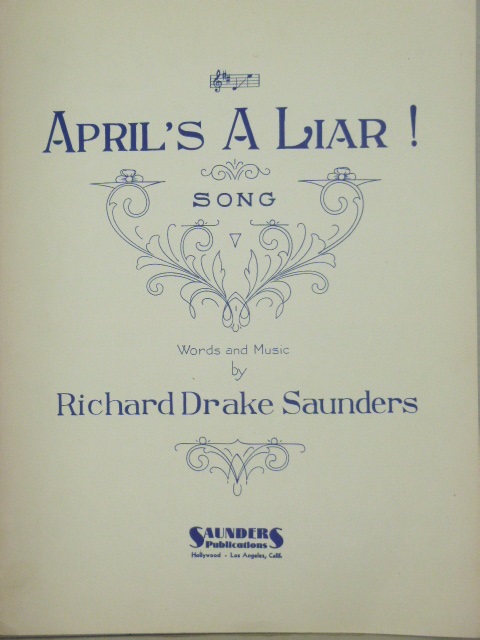 APRIL'S A LIAR !
SONG
Words and Music
by
Richard Drake Saunders
SAUNDERS
Publications
Hollywood - Los Angeles, Calif.